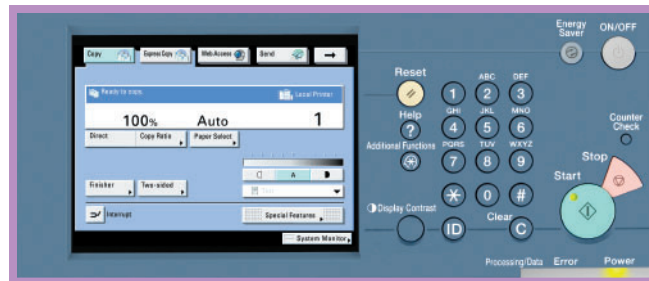 Copy
Express Copy
Web Access
Send
Ready to copy.
Local Printer
100%
Auto
1
Direct
Copy Ratio
Paper Select
A
Finisher
Two-sided
Text
Interrupt
Special Features
System Monitor
Energy Saver
ON/OFF
Reset
Help
?
Additional Functions
Display Contrast
1
ABC
2
DEF
3
GHI
4
JKL
5
MNO
6
PQRS
7
TUV
8
WXYZ
9
0
#
ID
Clear
C
Counter Check
Stop
Start
Processing/Data
Error
Power